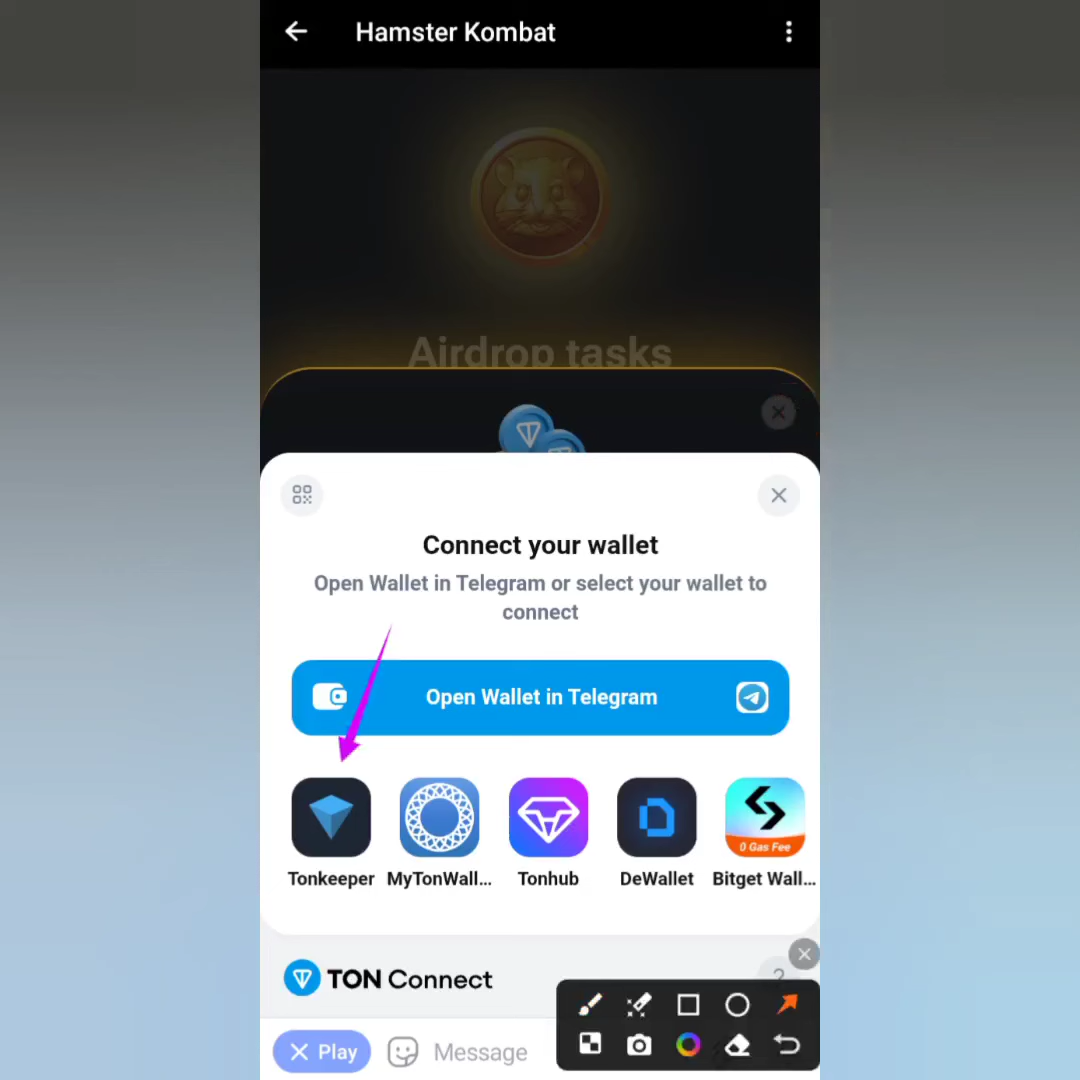 Hamster Kombat
Airdrop tasks
Connect your wallet
Open Wallet in Telegram or select your wallet to
connect
Open Wallet in Telegram
0 Gas Fee
Tonkeeper MyTonWall... Tonhub DeWallet Bitget Wall...
TON Connect
?
Play Message